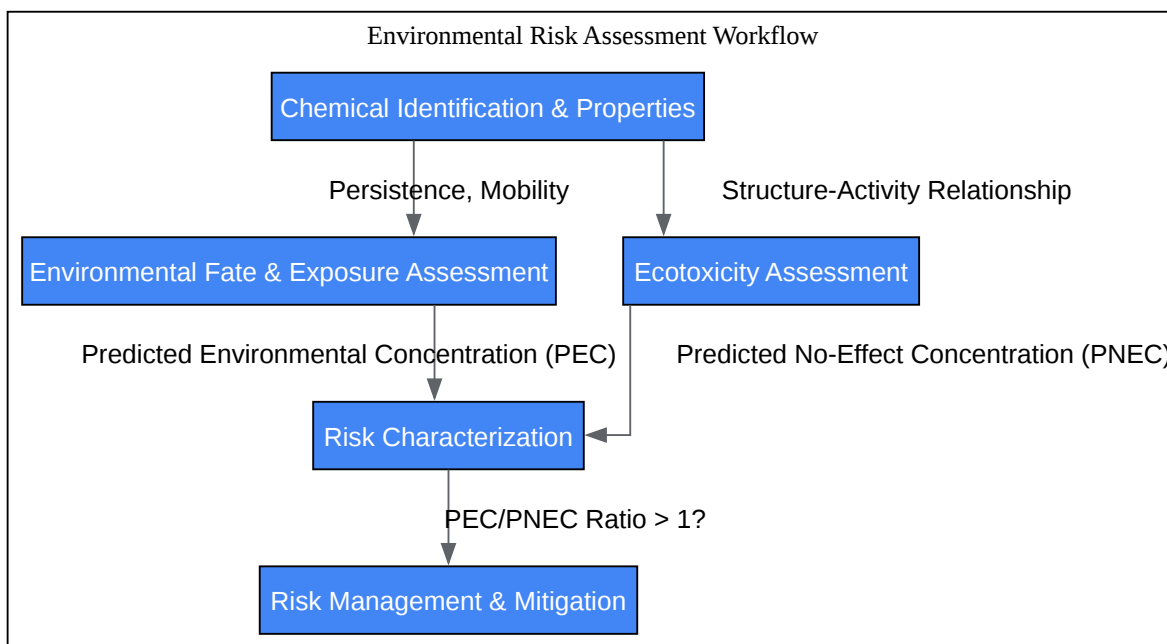 Environmental Risk Assessment Workflow
Chemical Identification & Properties
Persistence, Mobility
Structure-Activity Relationship
Environmental Fate & Exposure Assessment
Ecotoxicity Assessment
Predicted Environmental Concentration (PEC)
Predicted No-Effect Concentration (PNEC)
Risk Characterization
PEC/PNEC Ratio > 1?
Risk Management & Mitigation